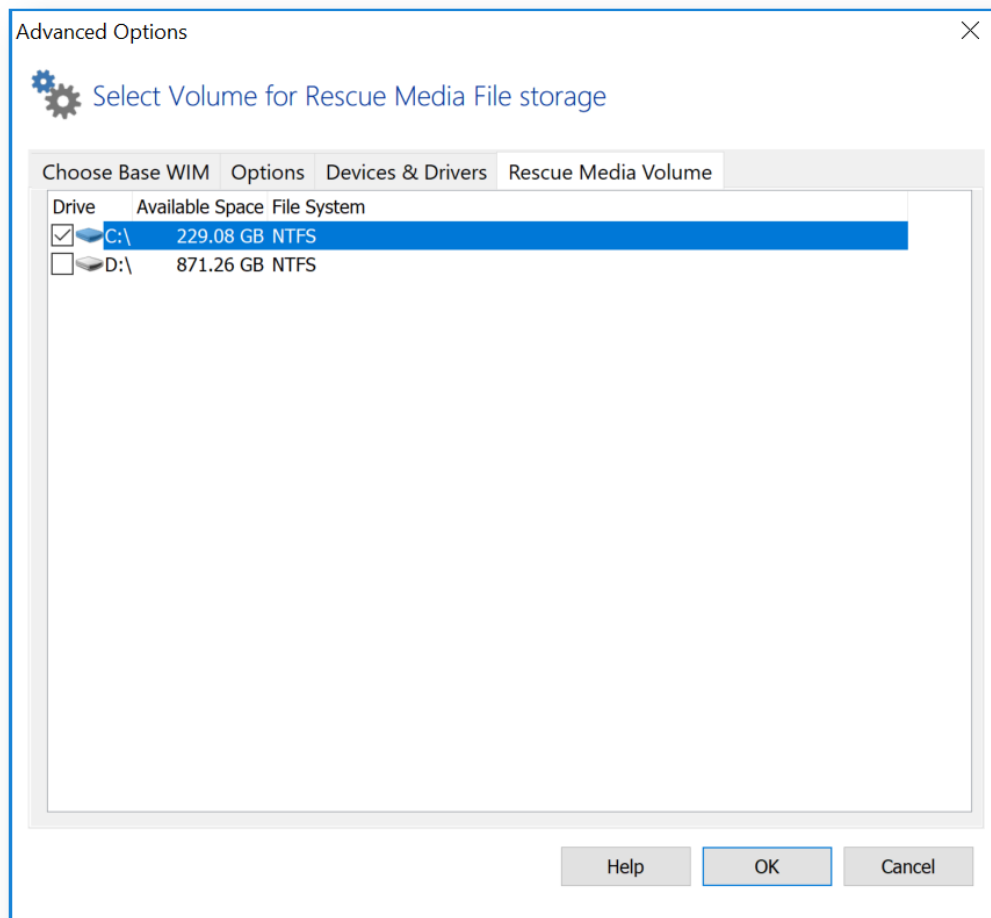 Advanced Options
Select Volume for Rescue Media File storage
Choose Base WIM Options Devices & Drivers Rescue Media Volume
Drive Available Space File System
C:\ 229.08 GB NTFS
D:\ 871.26 GB NTFS
Help OK Cancel